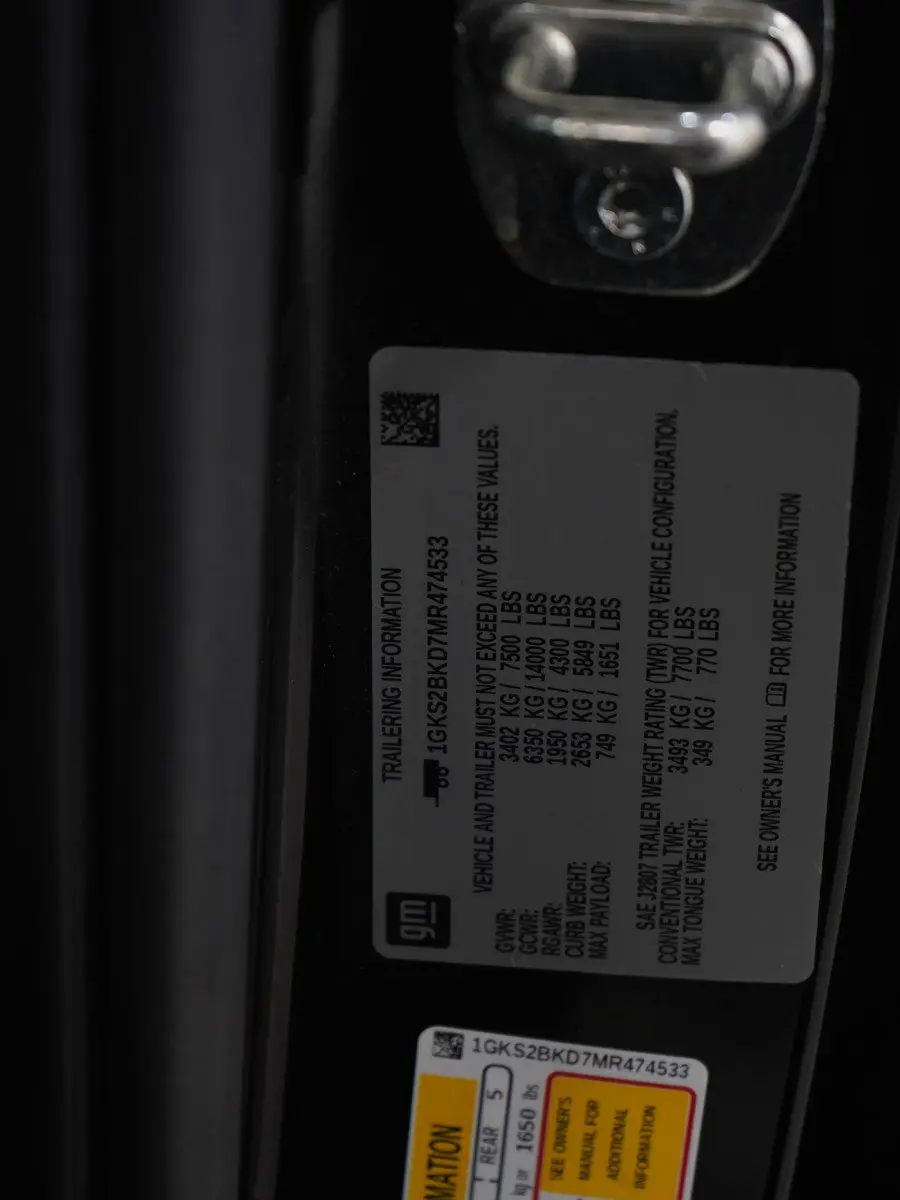 gm
TRAILERING INFORMATION
1GKS2BKD7MR474533
VEHICLE AND TRAILER MUST NOT EXCEED ANY OF THESE VALUES.
GVWR: 3402 KG / 7500 LBS
GCWR: 6350 KG / 14000 LBS
RGAWR: 1950 KG / 4300 LBS
CURB WEIGHT: 2653 KG / 5849 LBS
MAX PAYLOAD: 749 KG / 1651 LBS
SAE J2807 TRAILER WEIGHT RATING (TWR) FOR VEHICLE CONFIGURATION.
CONVENTIONAL TWR: 3493 KG / 7700 LBS
MAX TONGUE WEIGHT: 349 KG / 770 LBS
SEE OWNER'S MANUAL FOR MORE INFORMATION
1GKS2BKD7MR474533
MATION
REAR 5
kg or 1650 lbs
SEE OWNER'S
MANUAL FOR
ADDITIONAL
INFORMATION